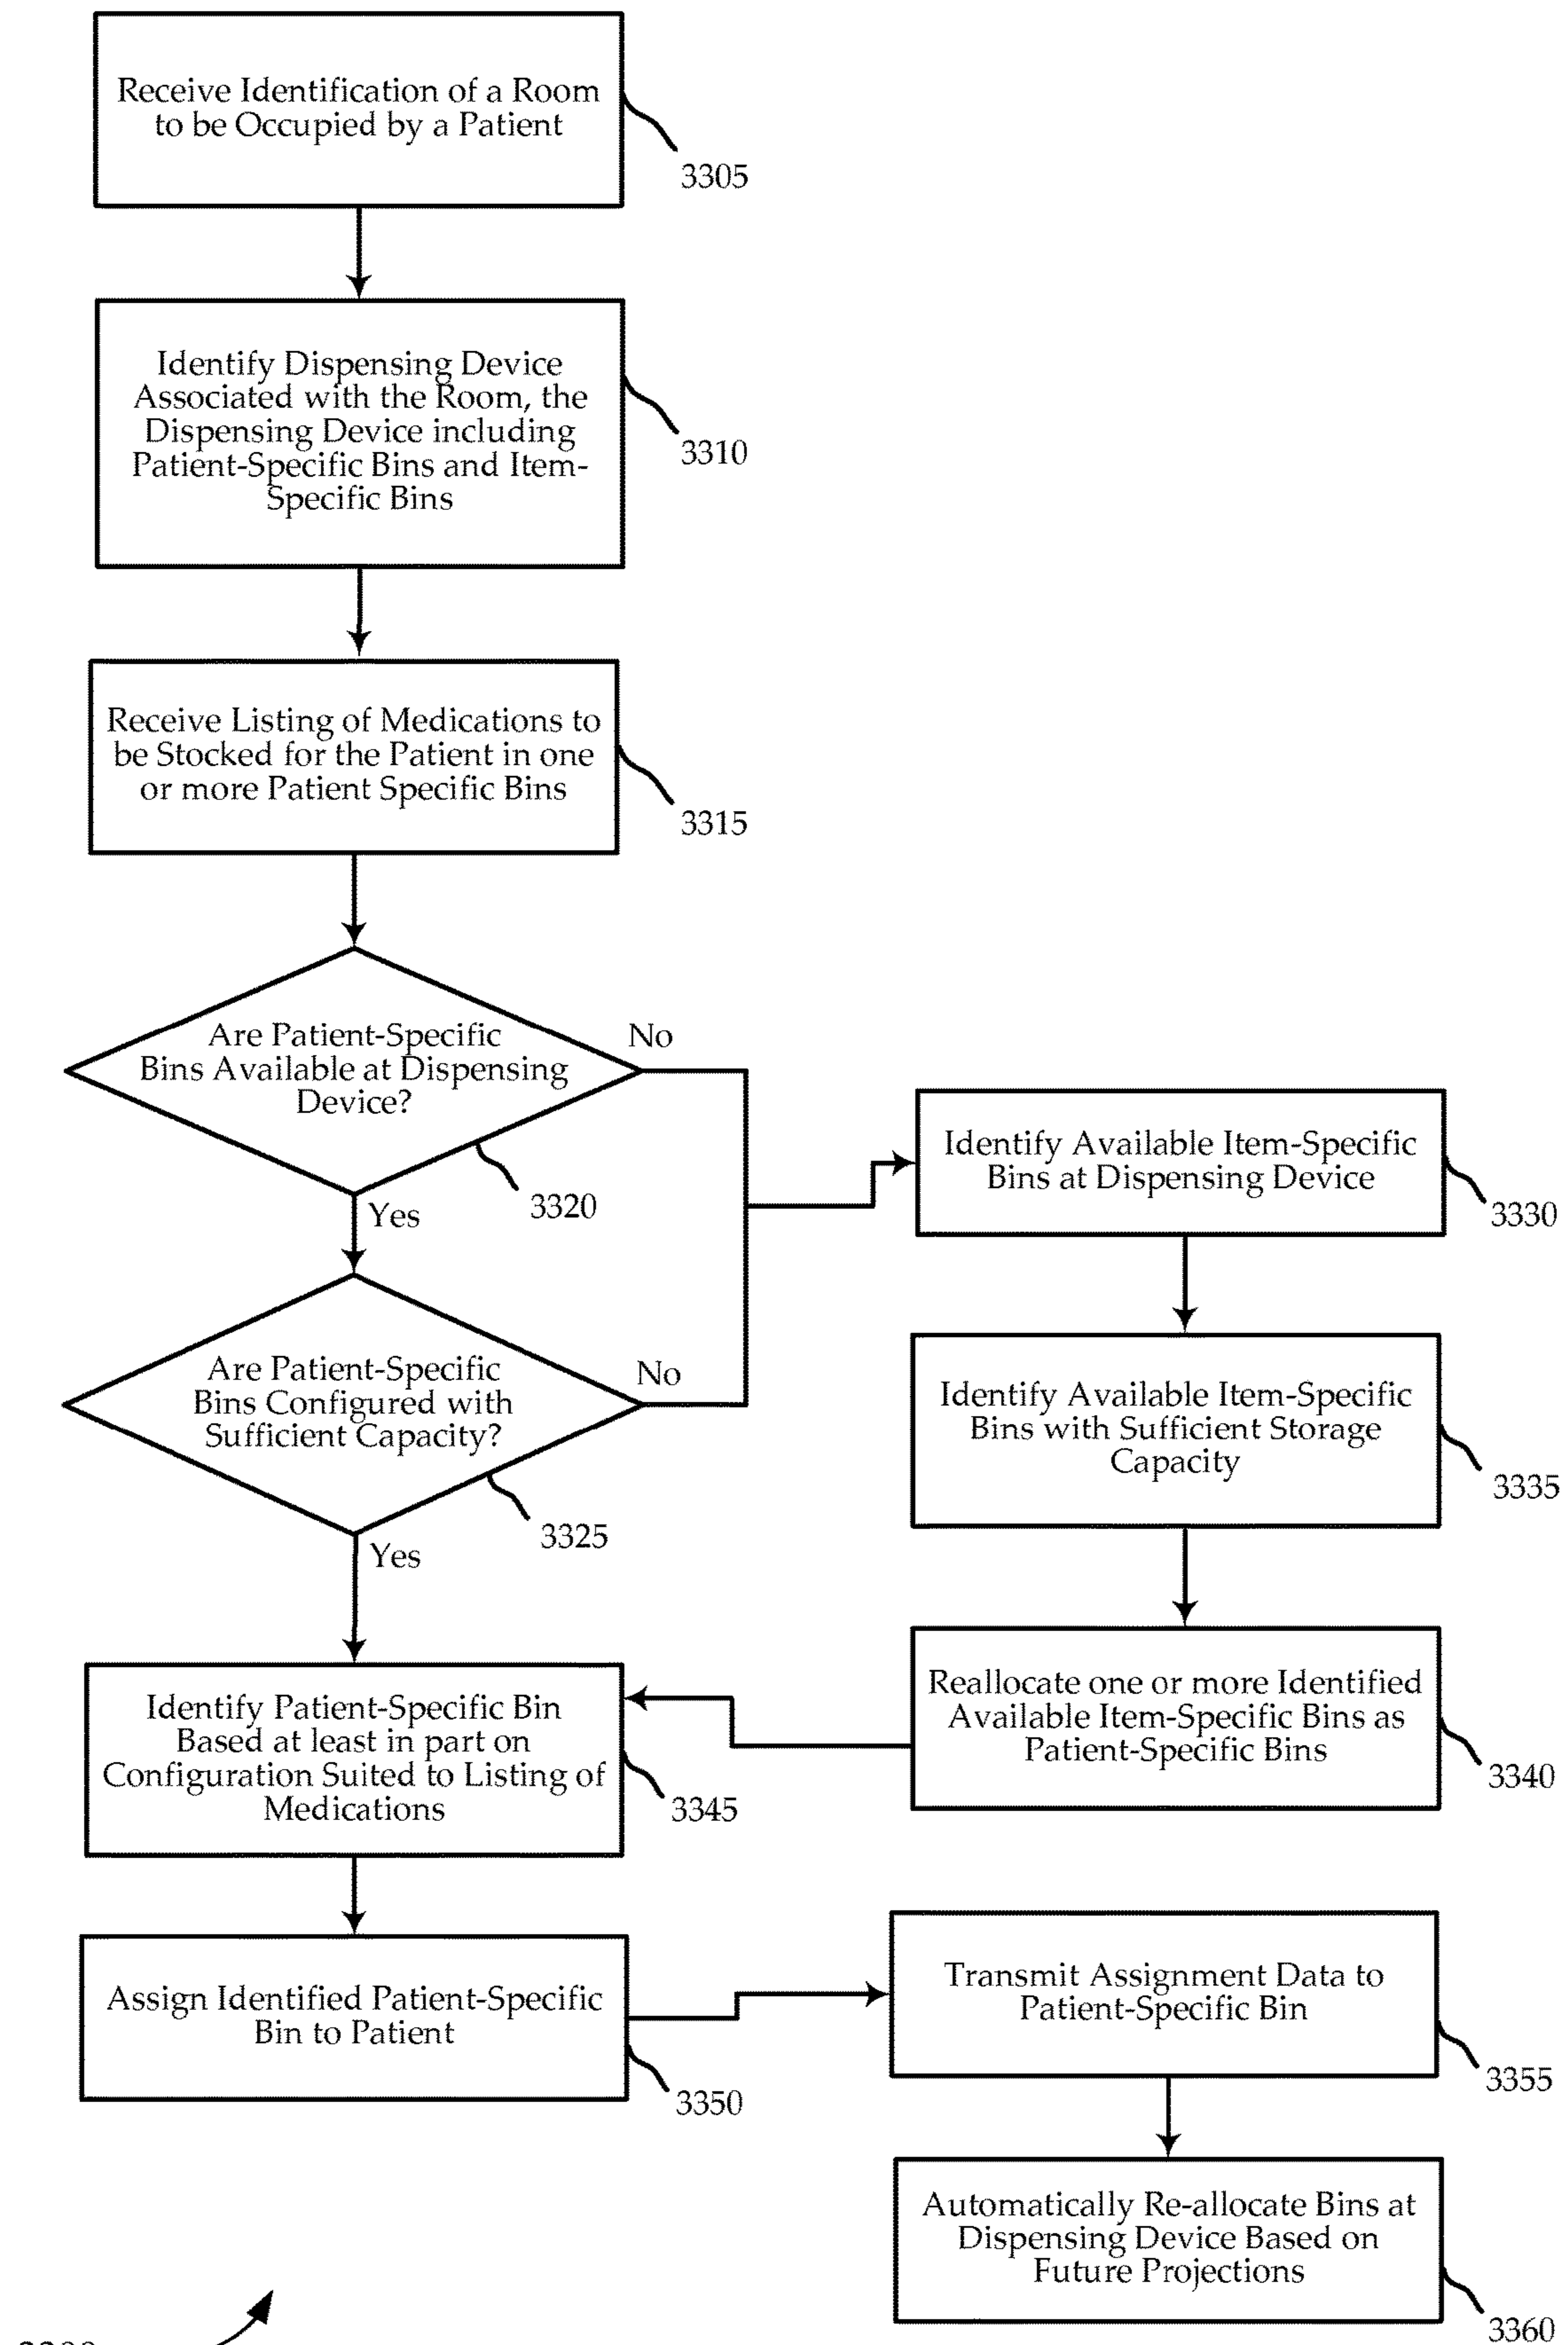 Receive Identification of a Room
to be Occupied by a Patient
3305
Identify Dispensing Device
Associated with the Room, the
Dispensing Device including
Patient-Specific Bins and Item-
Specific Bins
3310
Receive Listing of Medications to
be Stocked for the Patient in one
or more Patient Specific Bins
3315
Are Patient-Specific
Bins Available at Dispensing
Device?
No
3320
Yes
Are Patient-Specific
Bins Configured with
Sufficient Capacity?
No
3325
Yes
Identify Available Item-Specific
Bins at Dispensing Device
3330
Identify Available Item-Specific
Bins with Sufficient Storage
Capacity
3335
Reallocate one or more Identified
Available Item-Specific Bins as
Patient-Specific Bins
3340
Identify Patient-Specific Bin
Based at least in part on
Configuration Suited to Listing of
Medications
3345
Assign Identified Patient-Specific
Bin to Patient
3350
Transmit Assignment Data to
Patient-Specific Bin
3355
Automatically Re-allocate Bins at
Dispensing Device Based on
Future Projections
3360